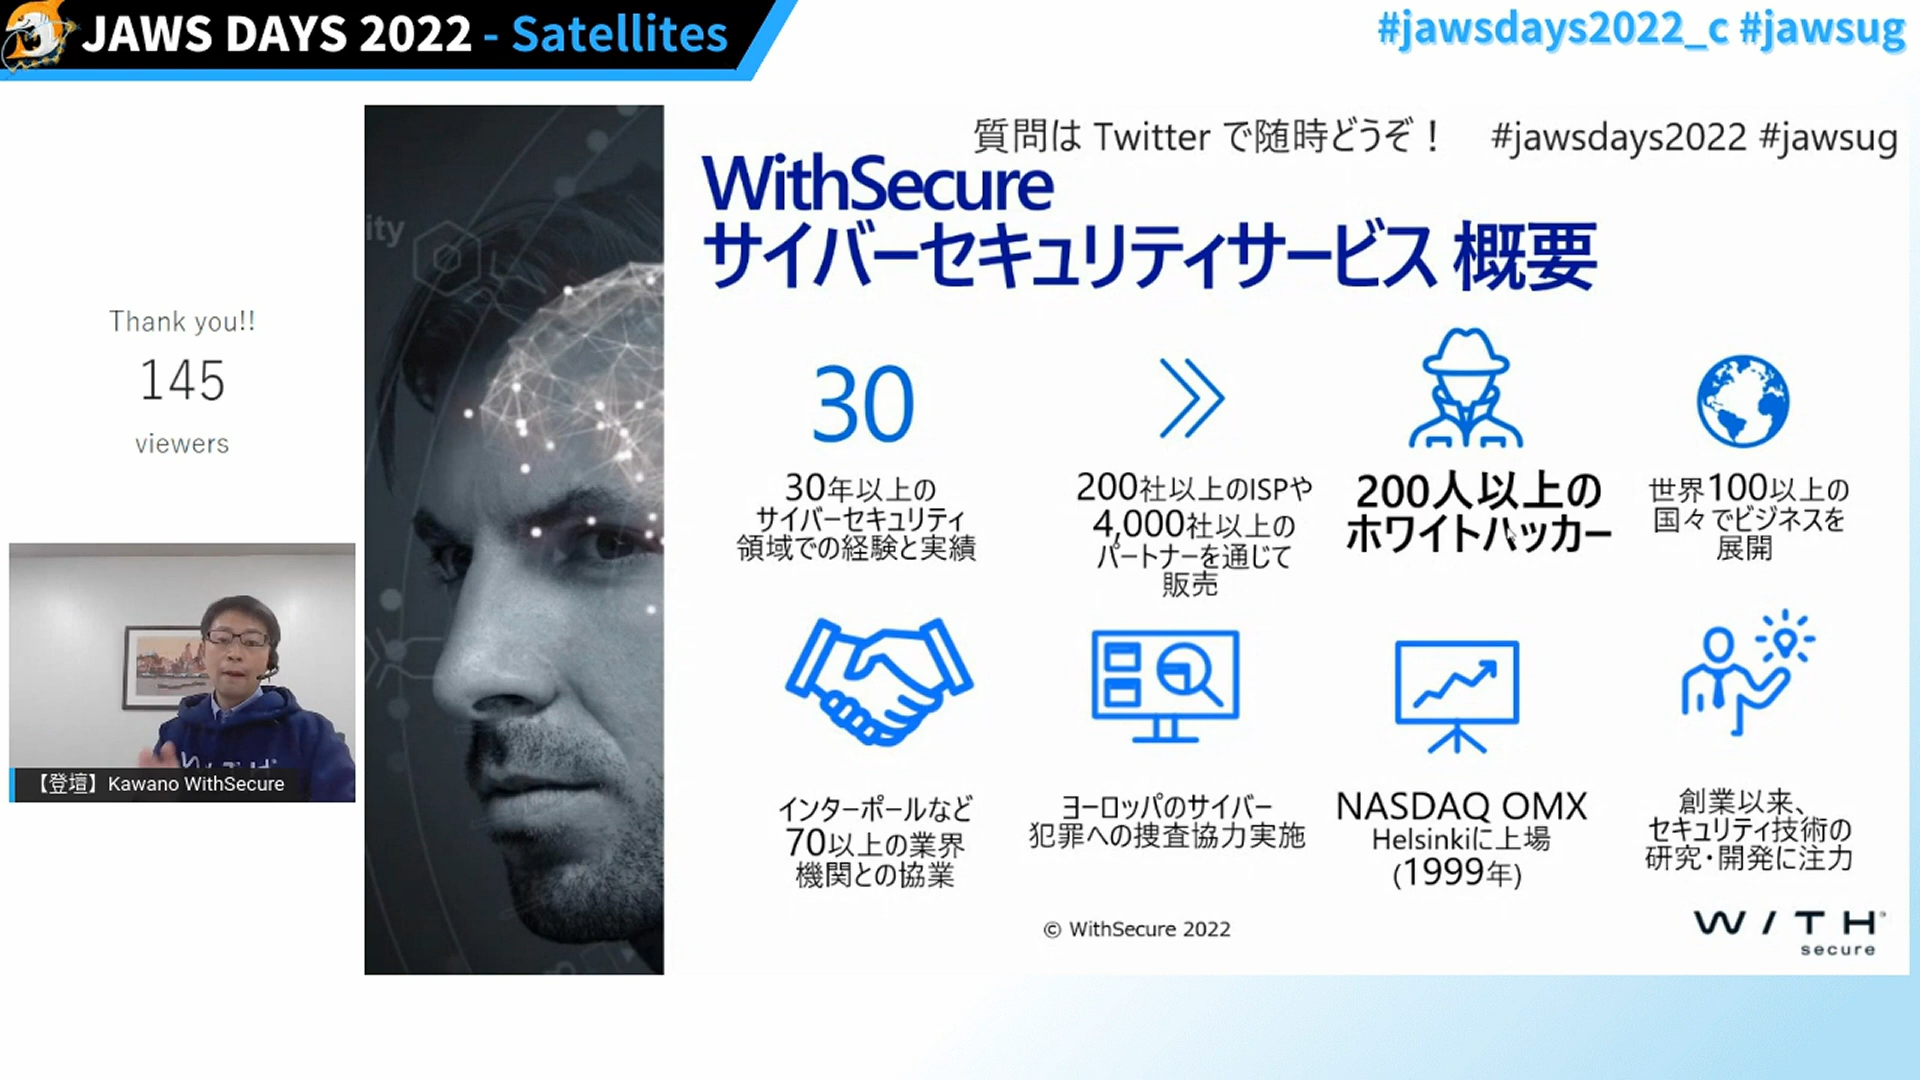 JAWS DAYS 2022 - Satellites
#jawsdays2022_c #jawsug
Thank you!!
145
viewers
【登壇】Kawano WithSecure
ity
質問は Twitter で随時どうぞ！ #jawsdays2022 #jawsug
WithSecure
サイバーセキュリティサービス 概要
30
30年以上の
サイバーセキュリティ
領域での経験と実績
200社以上のISPや
4,000社以上の
パートナーを通じて
販売
200人以上の
ホワイトハッカー
世界100以上の
国々でビジネスを
展開
インターポールなど
70以上の業界
機関との協業
ヨーロッパのサイバー
犯罪への捜査協力実施
NASDAQ OMX
Helsinkiに上場
(1999年)
創業以来、
セキュリティ技術の
研究・開発に注力
© WithSecure 2022
W / T H
secure